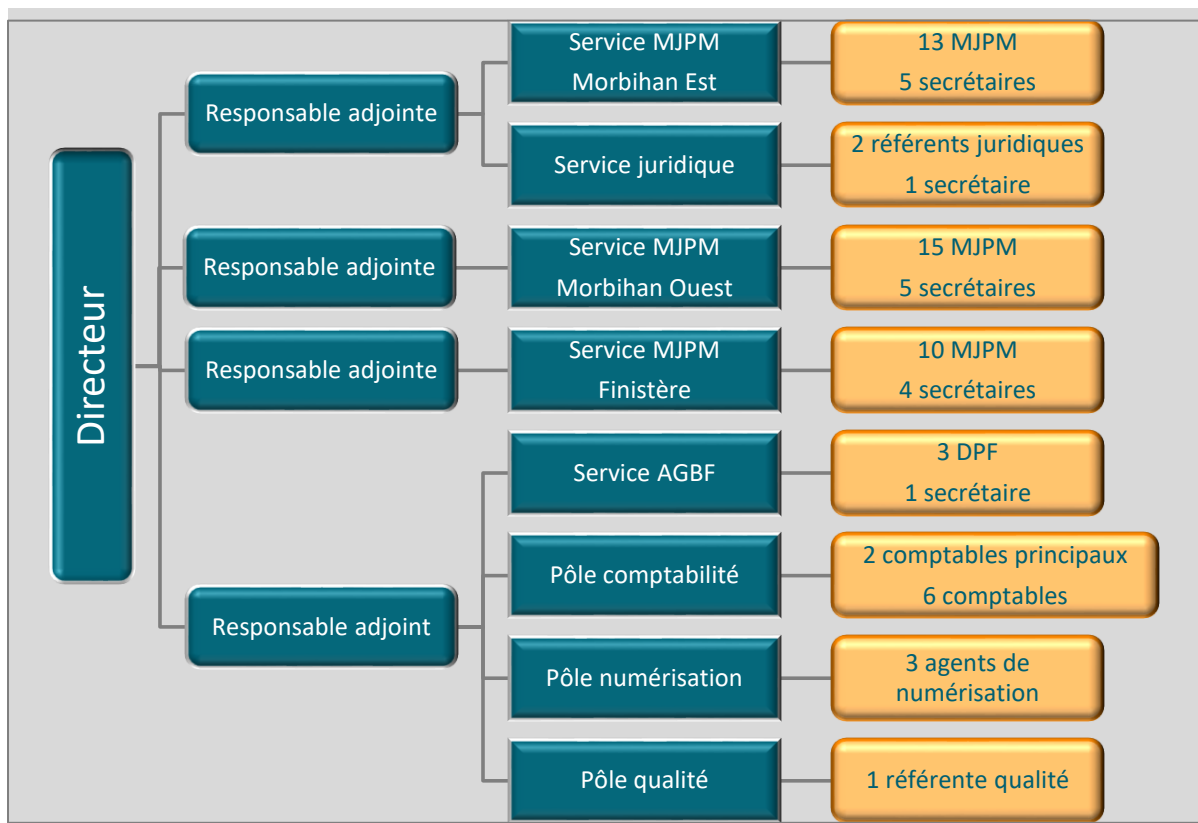 Directeur
Responsable adjointe
Service MJPM
Morbihan Est
13 MJPM
5 secrétaires
Service juridique
2 référents juridiques
1 secrétaire
Responsable adjointe
Service MJPM
Morbihan Ouest
15 MJPM
5 secrétaires
Responsable adjointe
Service MJPM
Finistère
10 MJPM
4 secrétaires
Responsable adjoint
Service AGBF
3 DPF
1 secrétaire
Pôle comptabilité
2 comptables principaux
6 comptables
Pôle numérisation
3 agents de
numérisation
Pôle qualité
1 référente qualité